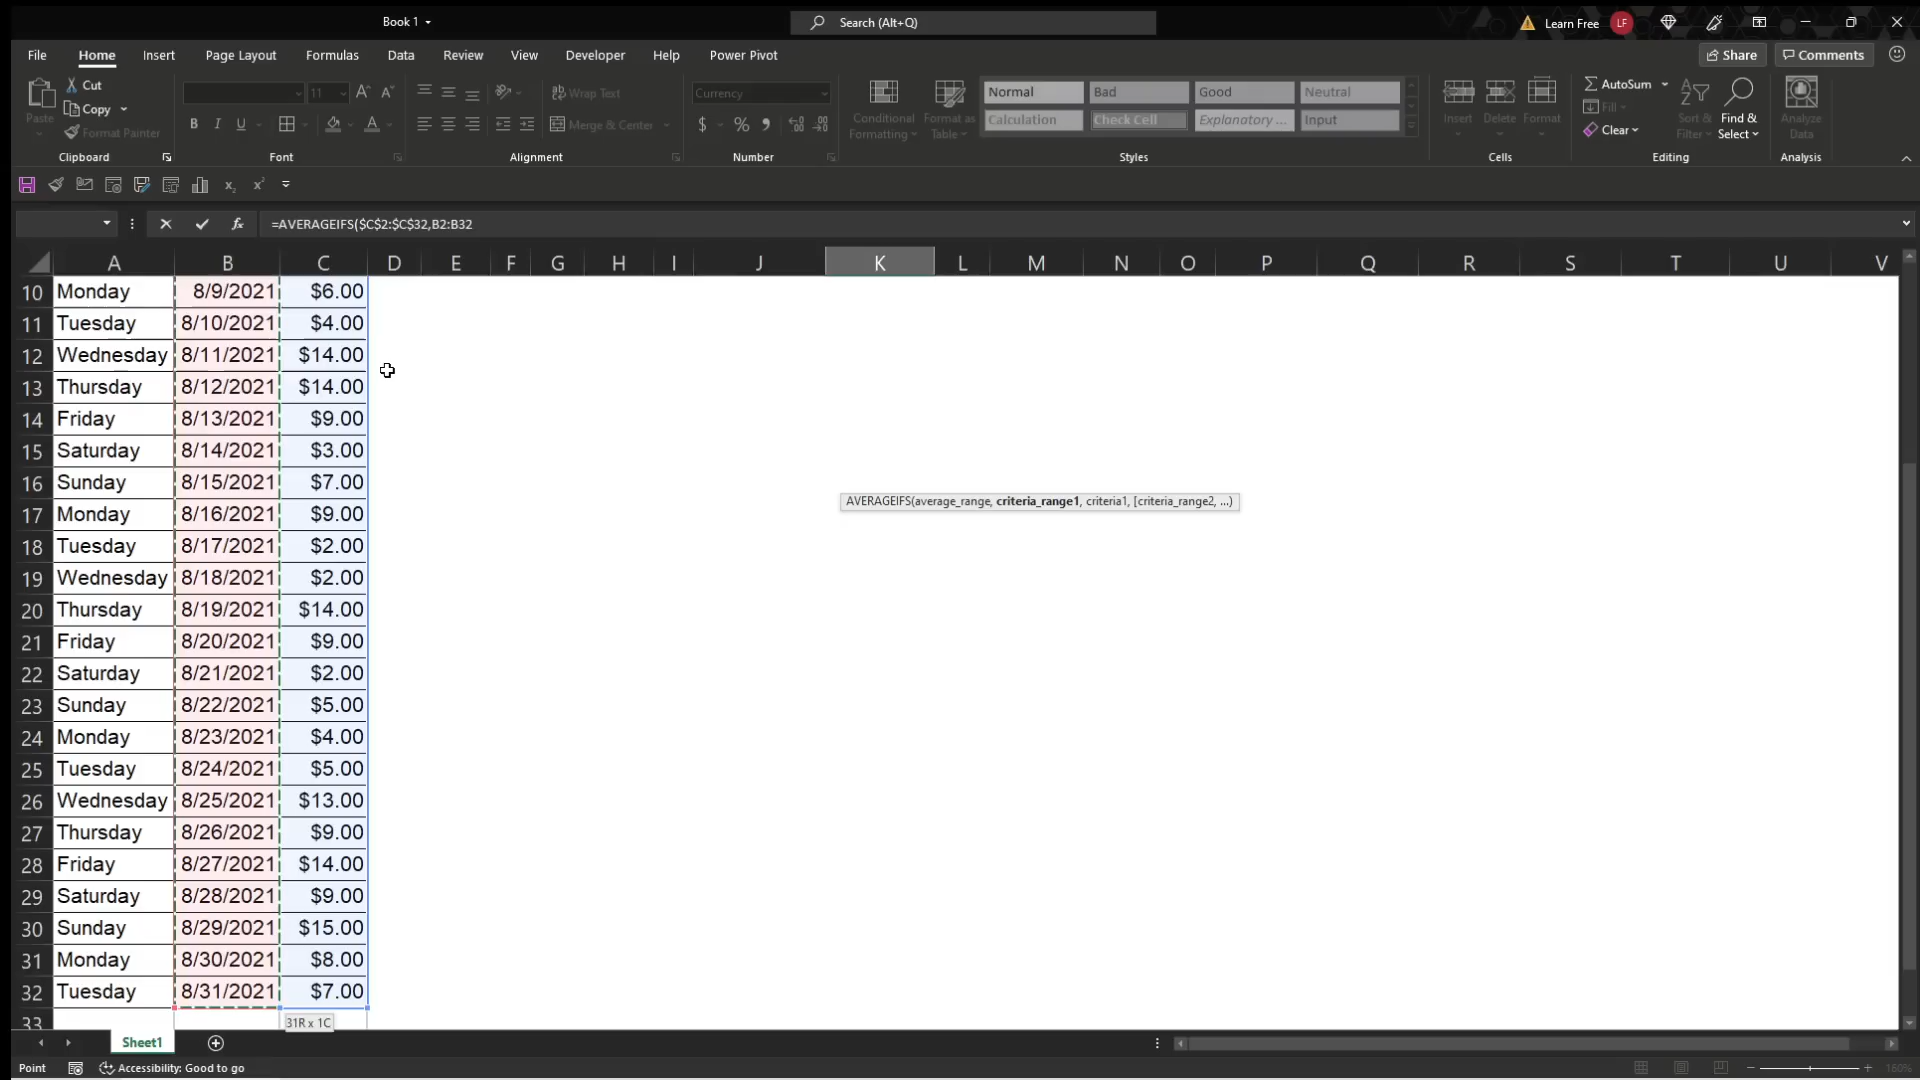 Book 1
Search (Alt+Q)
Learn Free
LF
File Home Insert Page Layout Formulas Data Review View Developer Help Power Pivot
Share
Comments
Paste
Cut
Copy
Format Painter
Clipboard
11
A A
B I U
A
Font
Wrap Text
Merge & Center
Alignment
Currency
$ % 9
Number
Conditional Formatting
Format as Table
Normal Bad Good Neutral
Calculation Check Cell Explanatory ... Input
Styles
Insert Delete Format
Cells
AutoSum
Fill
Clear
Sort & Filter
Find & Select
Editing
Analyze Data
Analysis
x₂ x²
fx =AVERAGEIFS($C$2:$C$32,B2:B32
A B C D E F G H I J K L M N O P Q R S T U V
10 Monday 8/9/2021 $6.00
11 Tuesday 8/10/2021 $4.00
12 Wednesday 8/11/2021 $14.00
13 Thursday 8/12/2021 $14.00
14 Friday 8/13/2021 $9.00
15 Saturday 8/14/2021 $3.00
16 Sunday 8/15/2021 $7.00
AVERAGEIFS(average_range, criteria_range1, criteria1, [criteria_range2, ...)
17 Monday 8/16/2021 $9.00
18 Tuesday 8/17/2021 $2.00
19 Wednesday 8/18/2021 $2.00
20 Thursday 8/19/2021 $14.00
21 Friday 8/20/2021 $9.00
22 Saturday 8/21/2021 $2.00
23 Sunday 8/22/2021 $5.00
24 Monday 8/23/2021 $4.00
25 Tuesday 8/24/2021 $5.00
26 Wednesday 8/25/2021 $13.00
27 Thursday 8/26/2021 $9.00
28 Friday 8/27/2021 $14.00
29 Saturday 8/28/2021 $9.00
30 Sunday 8/29/2021 $15.00
31 Monday 8/30/2021 $8.00
32 Tuesday 8/31/2021 $7.00
33
31R x 1C
Sheet1
Point
Accessibility: Good to go
160%